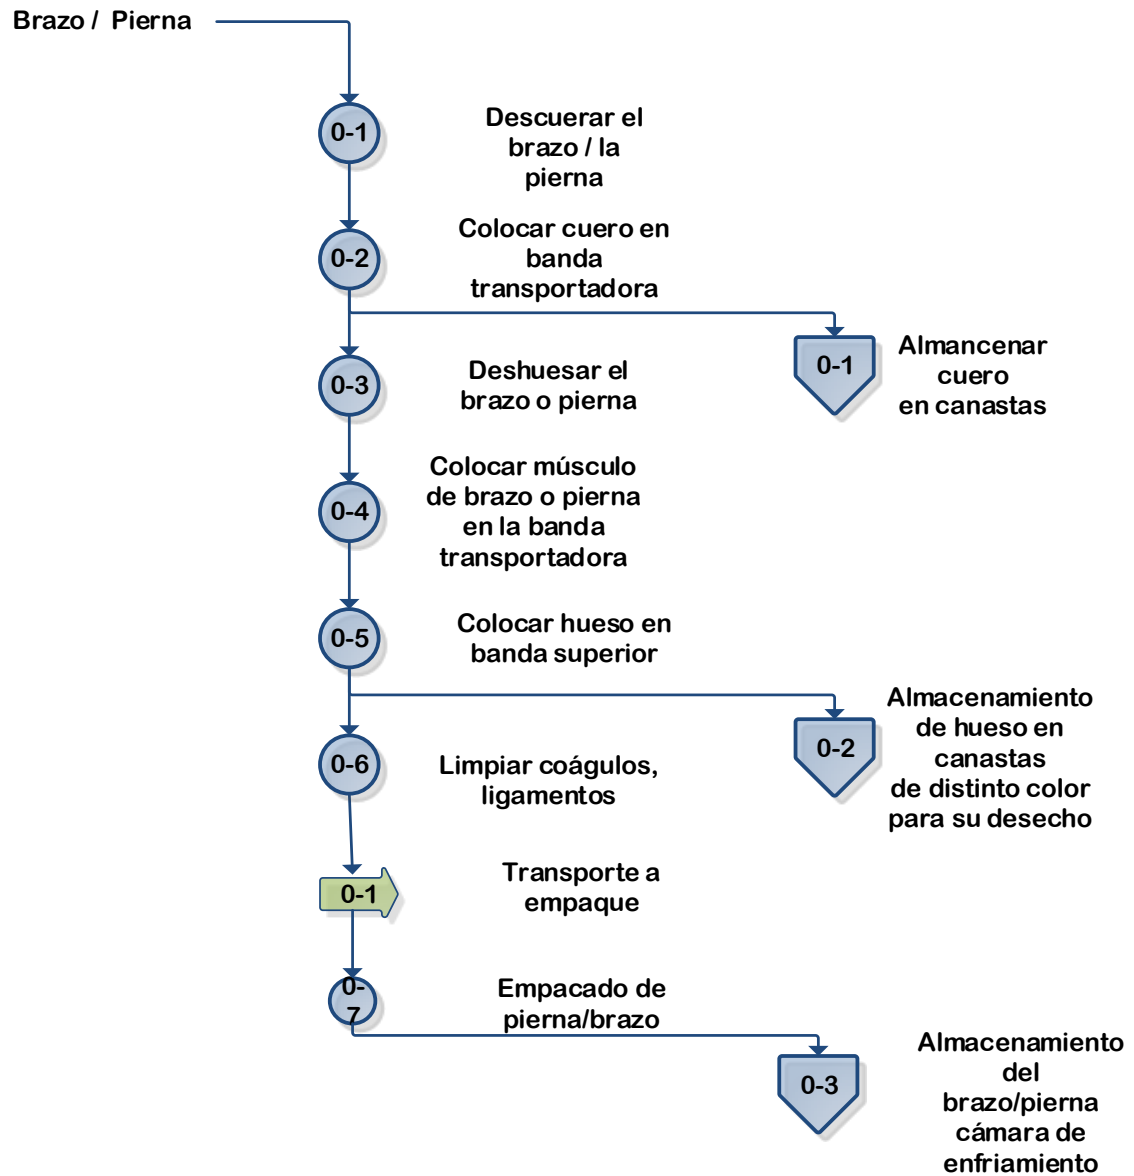 Brazo / Pierna
0-1
Descuerar el
brazo / la
pierna
0-2
Colocar cuero en
banda
transportadora
0-1
Almancenar
cuero
en canastas
0-3
Deshuesar el
brazo o pierna
0-4
Colocar músculo
de brazo o pierna
en la banda
transportadora
0-5
Colocar hueso en
banda superior
0-2
Almacenamiento
de hueso en
canastas
de distinto color
para su desecho
0-6
Limpiar coágulos,
ligamentos
0-1
Transporte a
empaque
0-
7
Empacado de
pierna/brazo
0-3
Almacenamiento
del
brazo/pierna
cámara de
enfriamiento